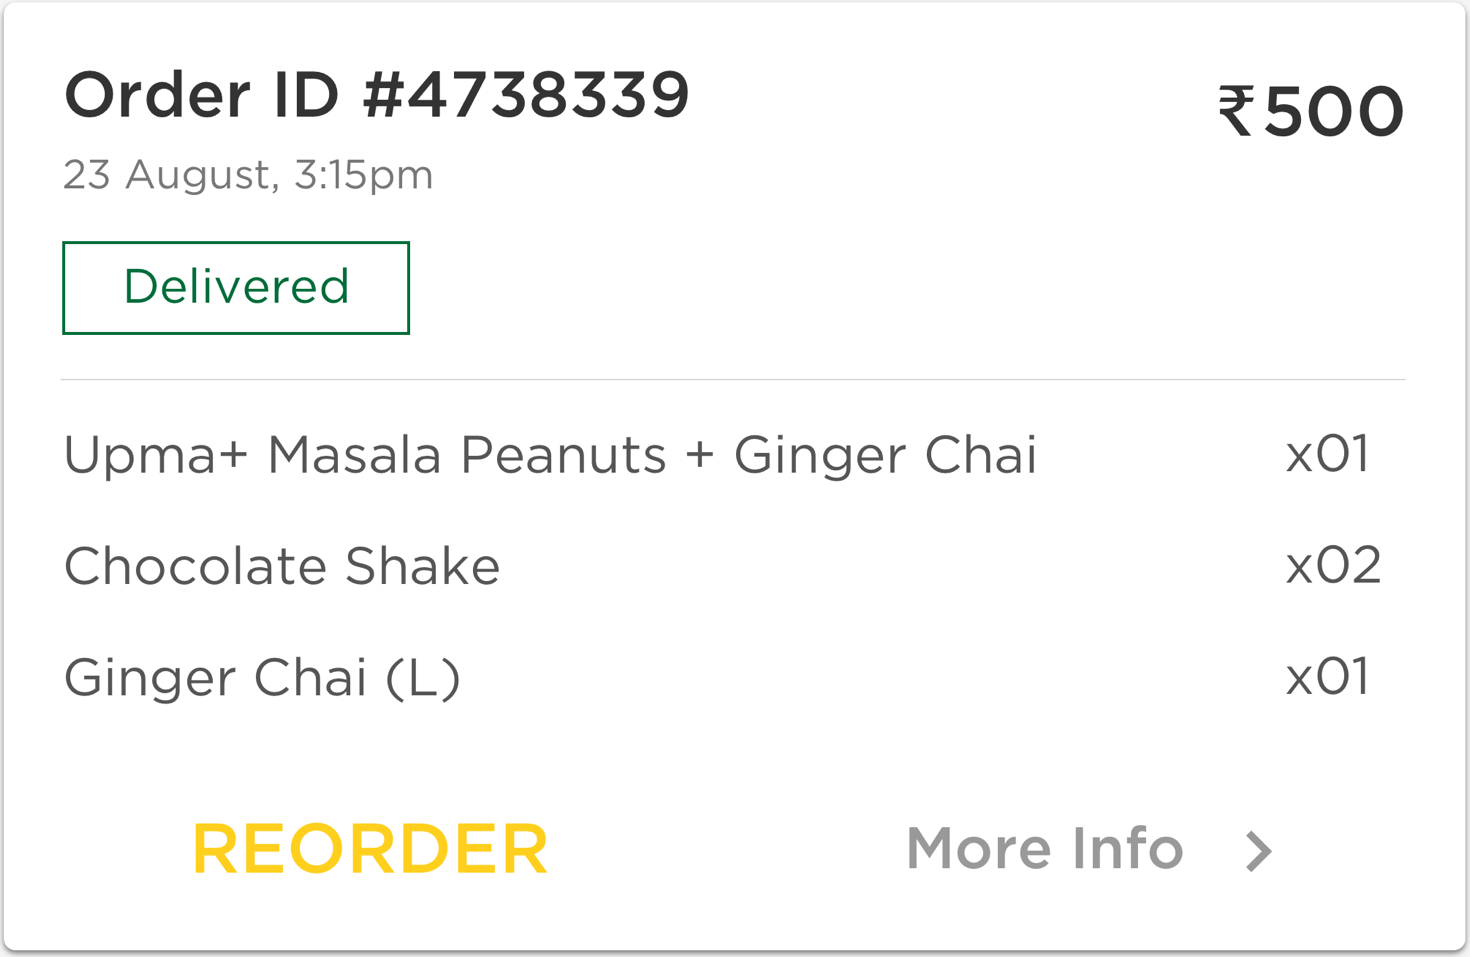 Order ID #4738339
₹500
23 August, 3:15pm
Delivered
Upma+ Masala Peanuts + Ginger Chai x01
Chocolate Shake x02
Ginger Chai (L) x01
REORDER More Info >